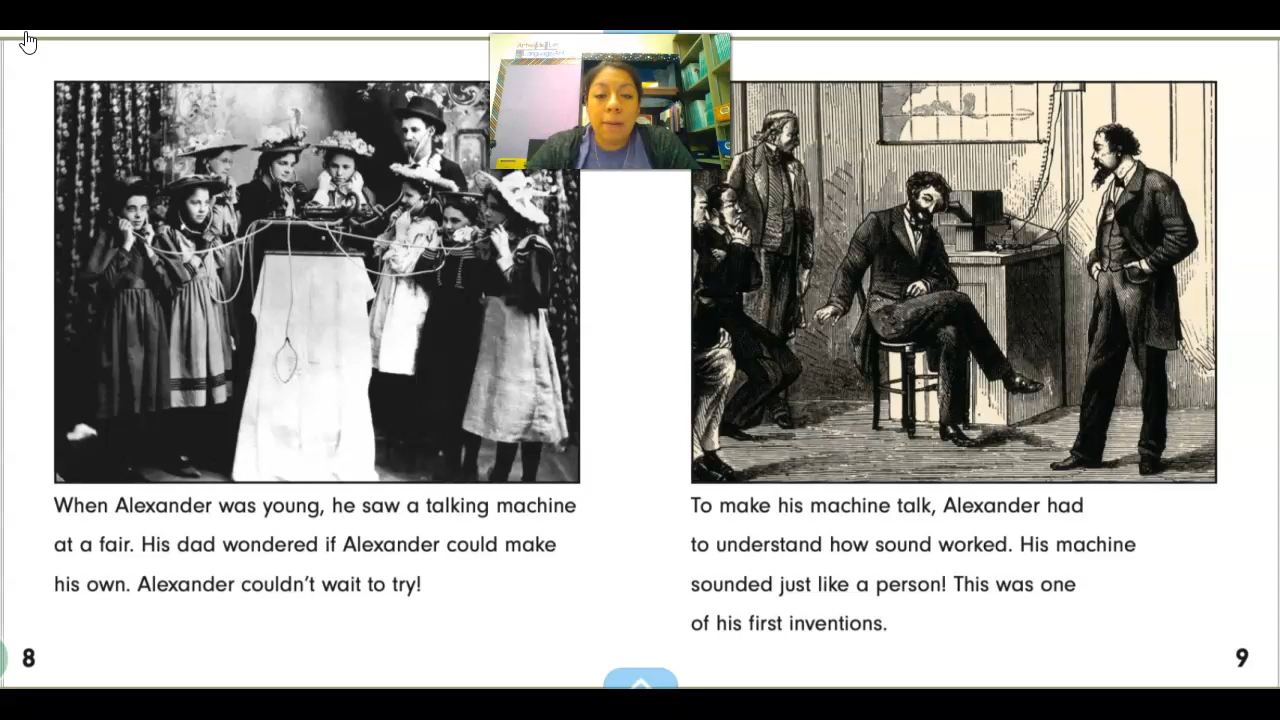 When Alexander was young, he saw a talking machine
at a fair. His dad wondered if Alexander could make
his own. Alexander couldn't wait to try!
8
To make his machine talk, Alexander had
to understand how sound worked. His machine
sounded just like a person! This was one
of his first inventions.
9